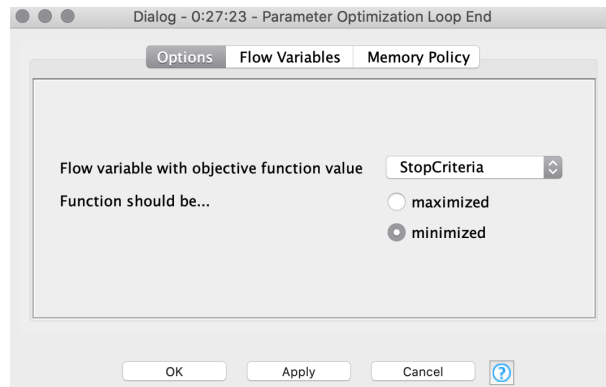 Dialog - 0:27:23 - Parameter Optimization Loop End
Options Flow Variables Memory Policy
Flow variable with objective function value StopCriteria
Function should be... maximized
minimized
OK Apply Cancel ?